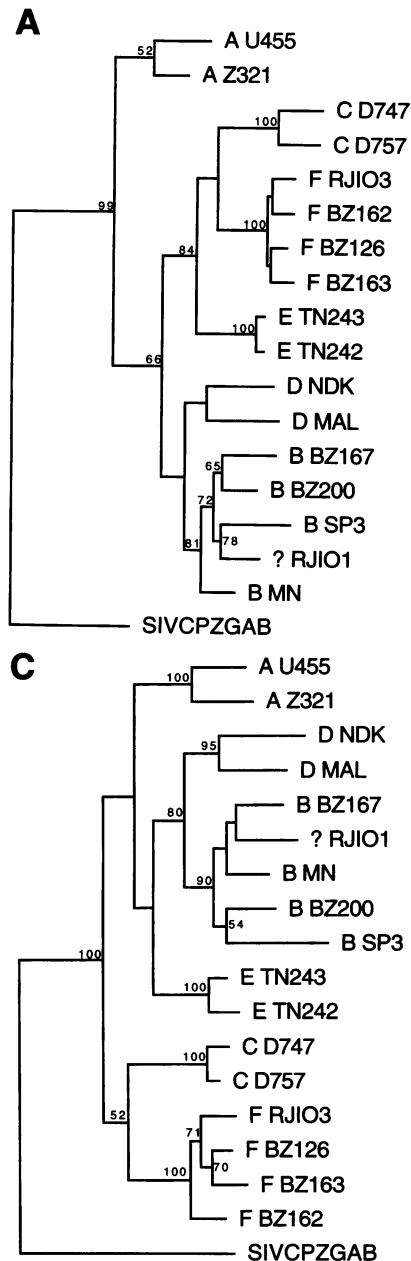 A
52
A U455
A Z321
C D747
100
C D757
F RJIO3
99
F BZ162
100
84
F BZ126
F BZ163
E TN243
100
E TN242
66
D NDK
D MAL
B BZ167
65
B BZ200
72
B SP3
81
78
? RJIO1
B MN
SIVCPZGAB
C
A U455
100
A Z321
D NDK
95
D MAL
B BZ167
80
? RJIO1
B MN
90
B BZ200
54
B SP3
100
E TN243
100
E TN242
C D747
100
C D757
F RJIO3
52
71
F BZ126
70
100
F BZ163
F BZ162
SIVCPZGAB